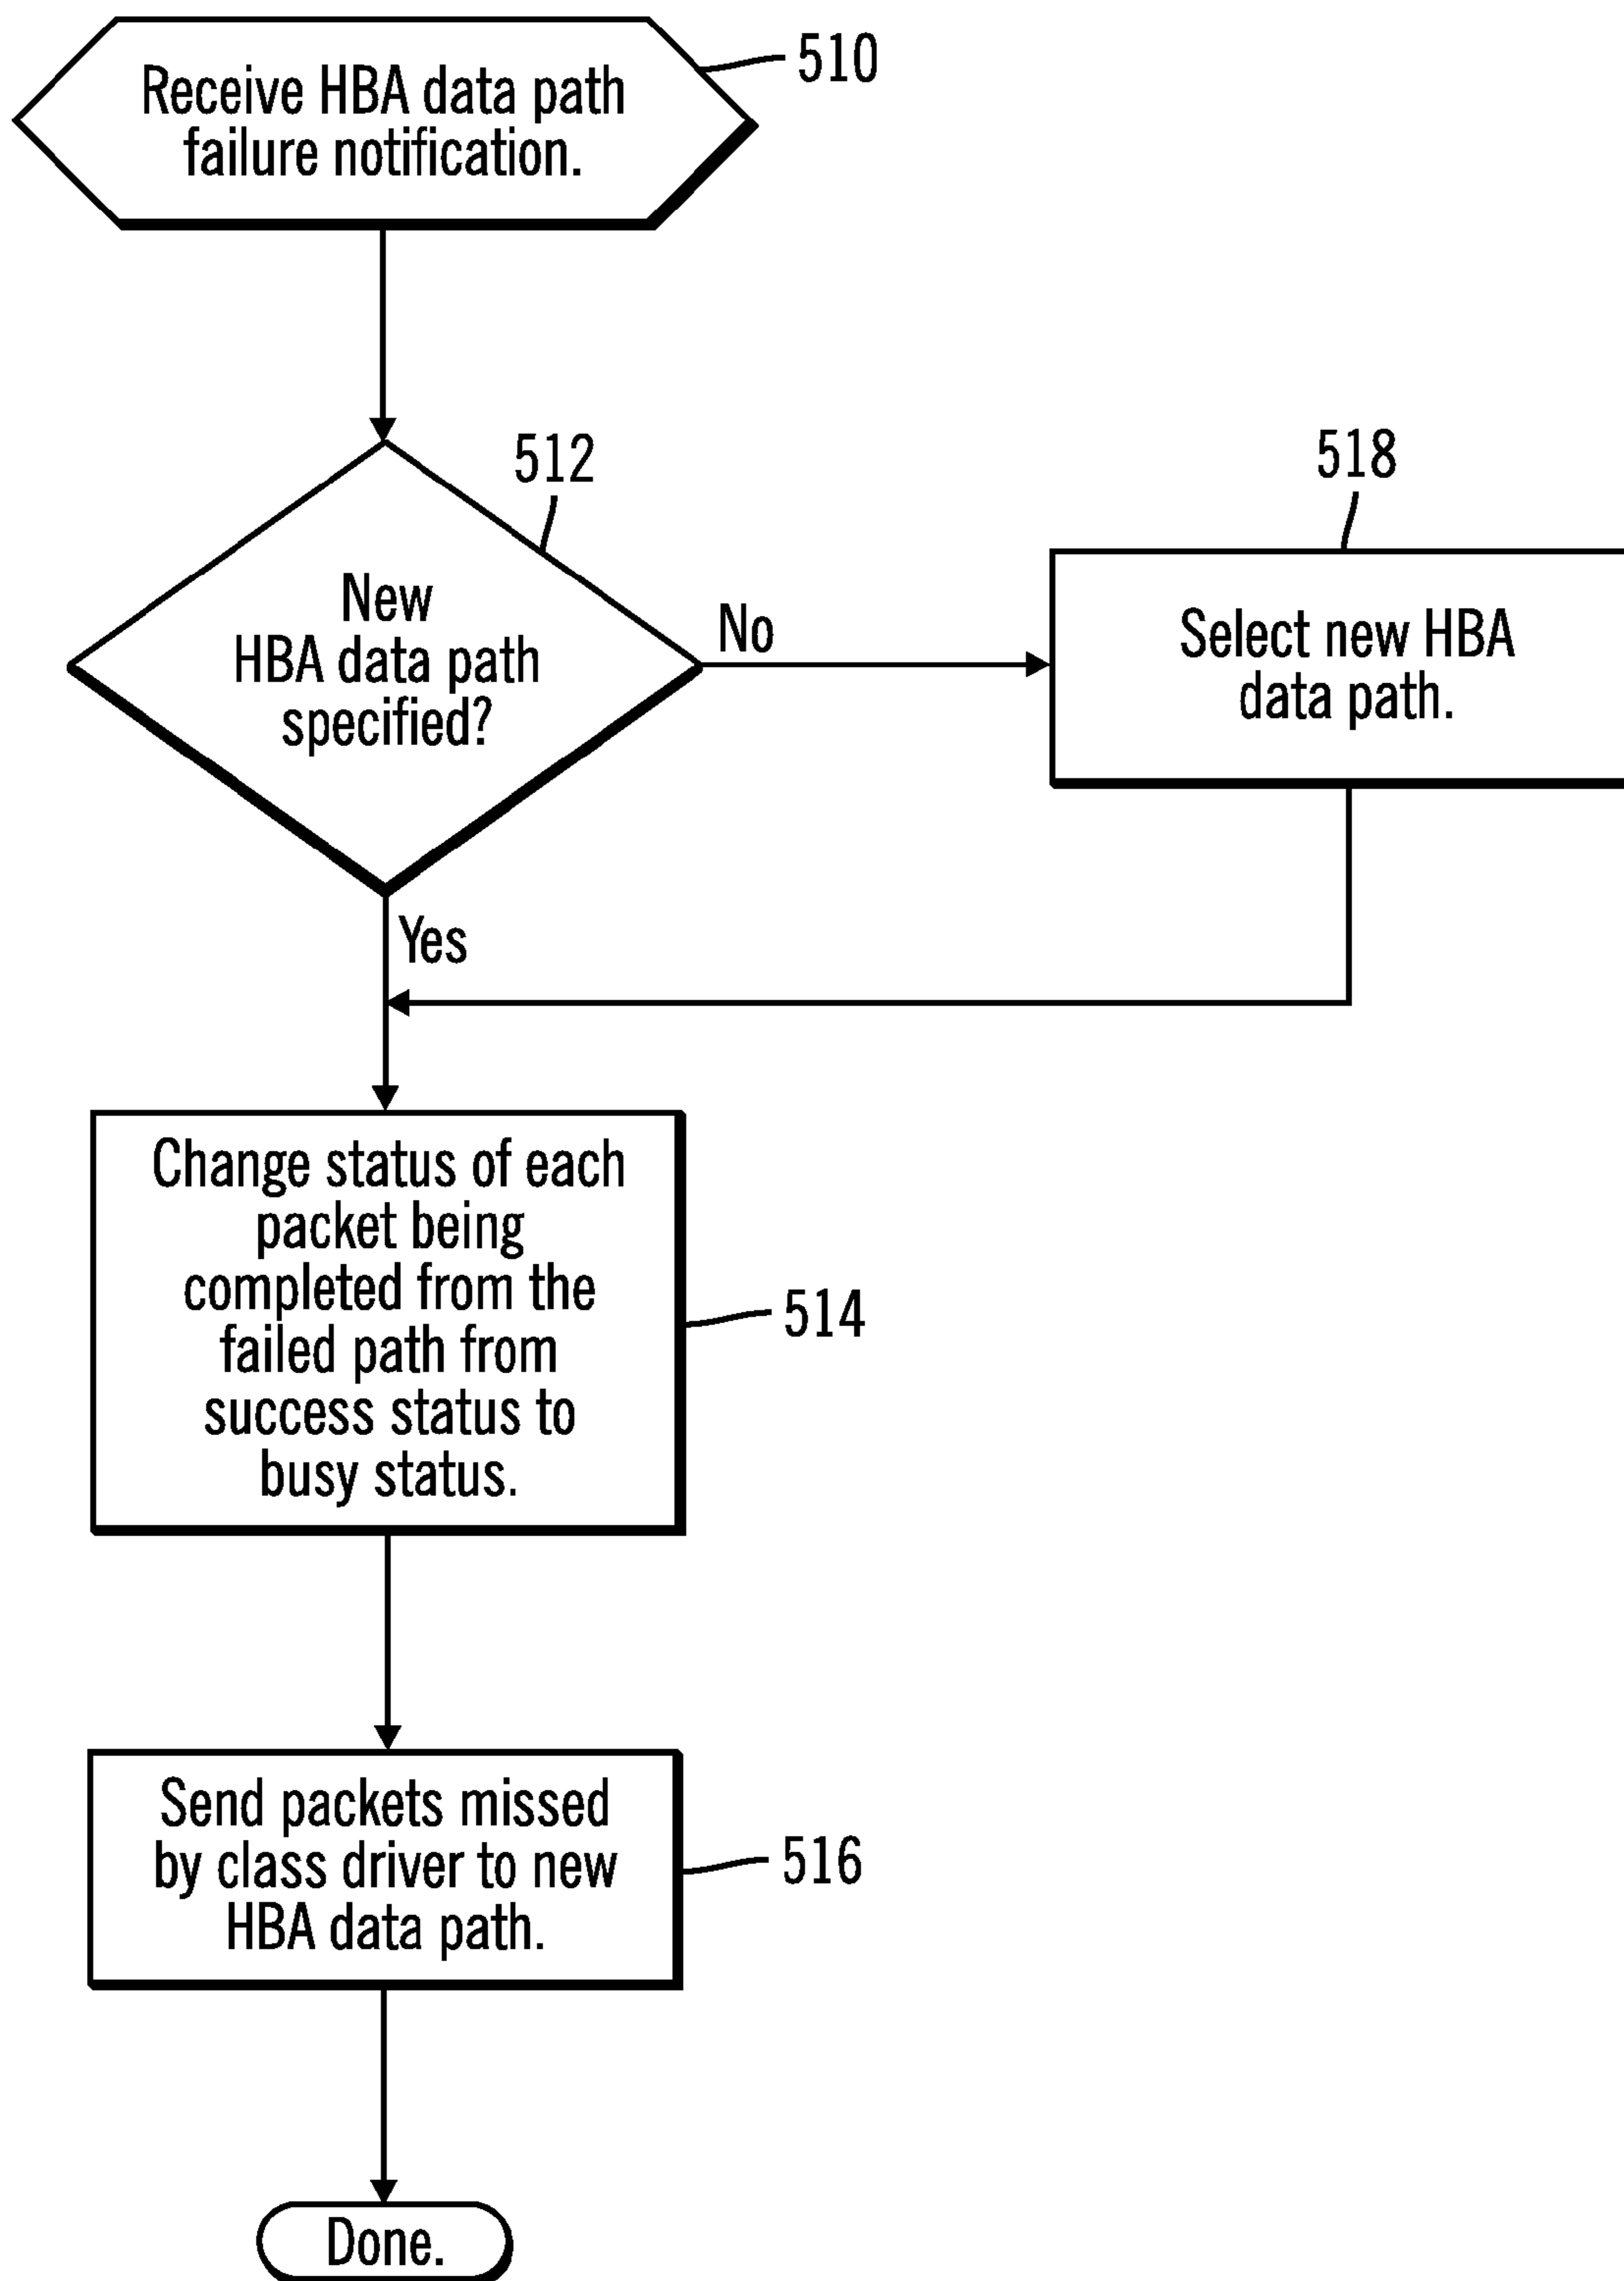 Receive HBA data path
failure notification.
510
512
New
HBA data path
specified?
No
518
Select new HBA
data path.
Yes
Change status of each
packet being
completed from the
failed path from
success status to
busy status.
514
Send packets missed
by class driver to new
HBA data path.
516
Done.